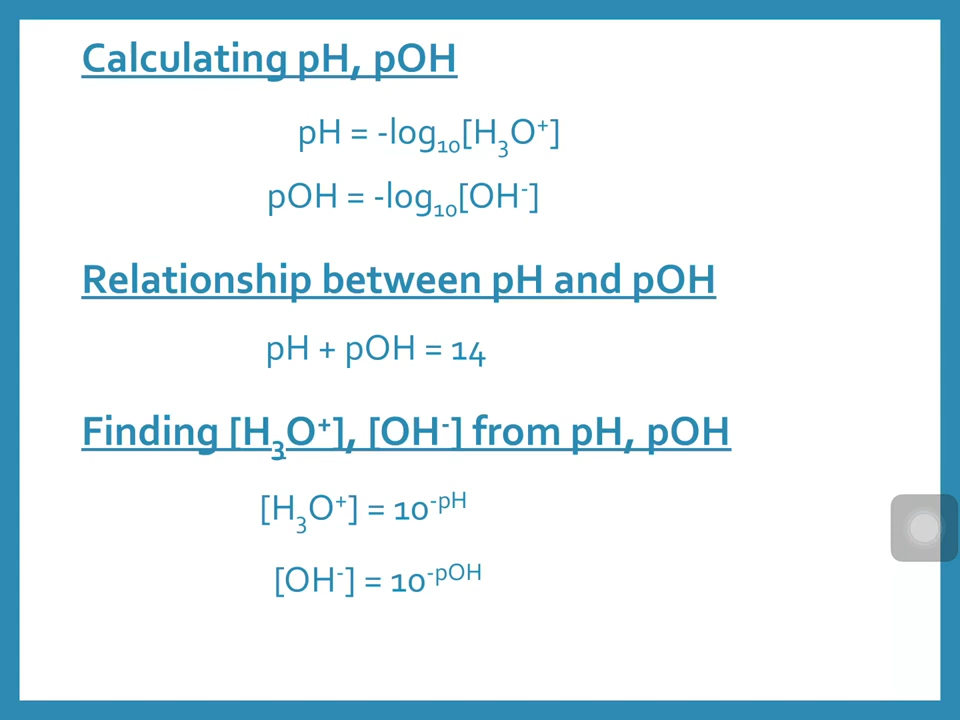 Calculating pH, pOH
pH = -log₁₀[H₃O⁺]
pOH = -log₁₀[OH⁻]
Relationship between pH and pOH
pH + pOH = 14
Finding [H₃O⁺], [OH⁻] from pH, pOH
[H₃O⁺] = 10⁻ᵖᴴ
[OH⁻] = 10⁻ᵖᴼᴴ